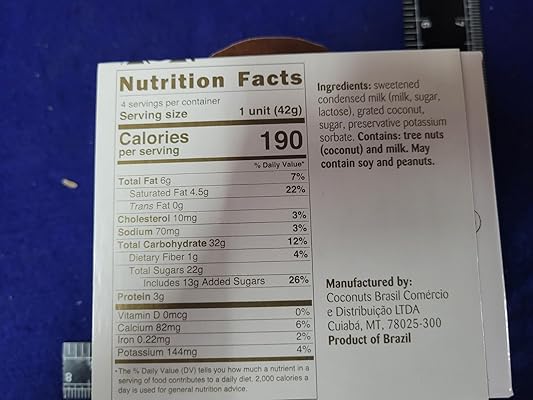 Nutrition Facts
4 servings per container
Serving size 1 unit (42g)
Calories
per serving
190
% Daily Value*
Total Fat 6g 7%
Saturated Fat 4.5g 22%
Trans Fat 0g
Cholesterol 10mg 3%
Sodium 70mg 3%
Total Carbohydrate 32g 12%
Dietary Fiber 1g 4%
Total Sugars 22g
Includes 13g Added Sugars 26%
Protein 3g
Vitamin D 0mcg 0%
Calcium 82mg 6%
Iron 0.22mg 2%
Potassium 144mg 4%
*The % Daily Value (DV) tells you how much a nutrient in a
serving of food contributes to a daily diet. 2,000 calories a
day is used for general nutrition advice.
Ingredients: sweetened
condensed milk (milk, sugar,
lactose), grated coconut,
sugar, preservative potassium
sorbate. Contains: tree nuts
(coconut) and milk. May
contain soy and peanuts.
Manufactured by:
Coconuts Brasil Comércio
e Distribuição LTDA
Cuiabá, MT, 78025-300
Product of Brazil
8